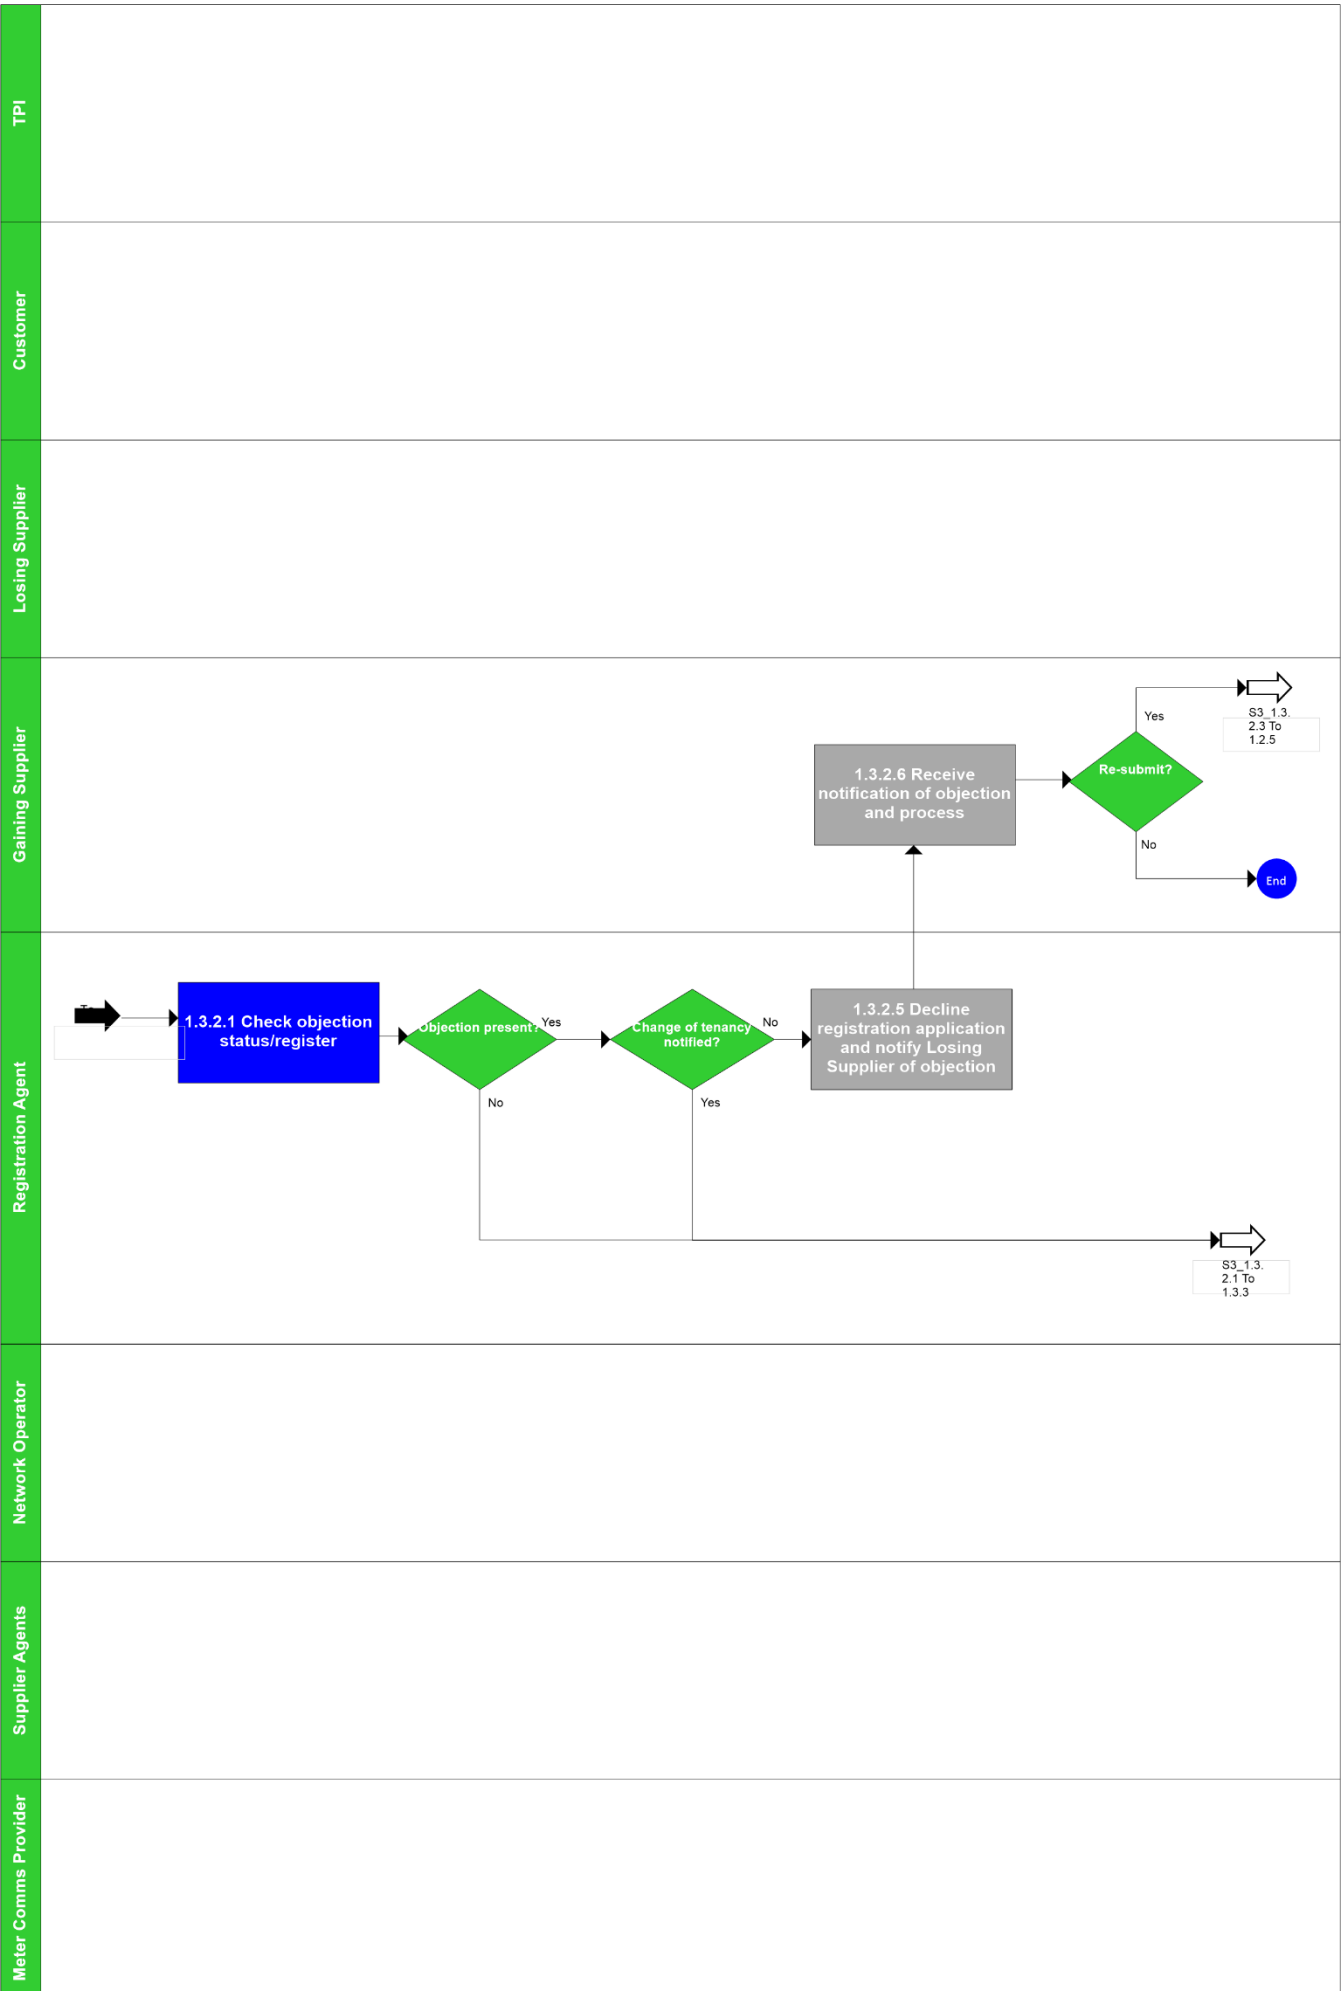 TPI
Customer
Losing Supplier
Gaining Supplier
S3_1.3.
2.3 To
1.2.5
Yes
Re-submit?
1.3.2.6 Receive
notification of objection
and process
No
End
Registration Agent
1.3.2.1 Check objection
status/register
Objection present?
Yes
Change of tenancy
notified?
No
1.3.2.5 Decline
registration application
and notify Losing
Supplier of objection
No
Yes
S3_1.3.
2.1 To
1.3.3
Network Operator
Supplier Agents
Meter Comms Provider